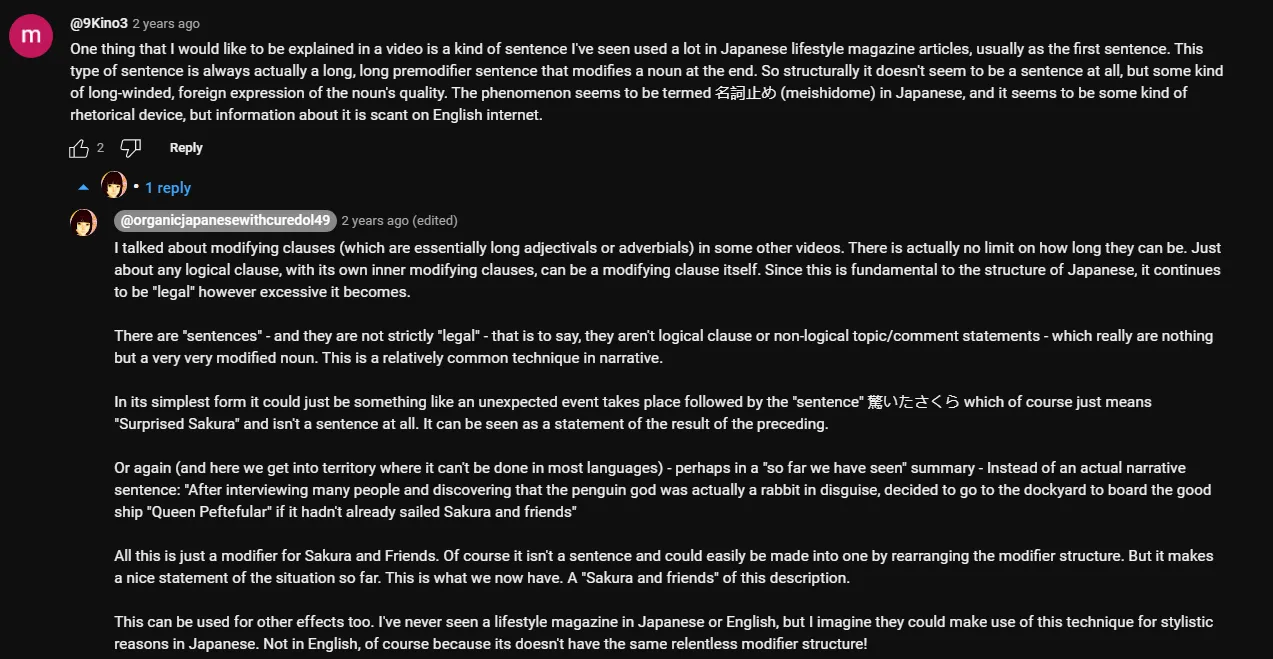 m
@9Kino3 2 years ago
One thing that I would like to be explained in a video is a kind of sentence I've seen used a lot in Japanese lifestyle magazine articles, usually as the first sentence. This
type of sentence is always actually a long, long premodifier sentence that modifies a noun at the end. So structurally it doesn't seem to be a sentence at all, but some kind
of long-winded, foreign expression of the noun's quality. The phenomenon seems to be termed 名詞止め (meishidome) in Japanese, and it seems to be some kind of
rhetorical device, but information about it is scant on English internet.
2 Reply
• 1 reply
@organicjapanesewithcuredol49 2 years ago (edited)
I talked about modifying clauses (which are essentially long adjectivals or adverbials) in some other videos. There is actually no limit on how long they can be. Just
about any logical clause, with its own inner modifying clauses, can be a modifying clause itself. Since this is fundamental to the structure of Japanese, it continues
to be "legal" however excessive it becomes.
There are "sentences" - and they are not strictly "legal" - that is to say, they aren't logical clause or non-logical topic/comment statements - which really are nothing
but a very very modified noun. This is a relatively common technique in narrative.
In its simplest form it could just be something like an unexpected event takes place followed by the "sentence" 驚いたさくら which of course just means
"Surprised Sakura" and isn't a sentence at all. It can be seen as a statement of the result of the preceding.
Or again (and here we get into territory where it can't be done in most languages) - perhaps in a "so far we have seen" summary - Instead of an actual narrative
sentence: "After interviewing many people and discovering that the penguin god was actually a rabbit in disguise, decided to go to the dockyard to board the good
ship "Queen Peftefular" if it hadn't already sailed Sakura and friends"
All this is just a modifier for Sakura and Friends. Of course it isn't a sentence and could easily be made into one by rearranging the modifier structure. But it makes
a nice statement of the situation so far. This is what we now have. A "Sakura and friends" of this description.
This can be used for other effects too. I've never seen a lifestyle magazine in Japanese or English, but I imagine they could make use of this technique for stylistic
reasons in Japanese. Not in English, of course because its doesn't have the same relentless modifier structure!